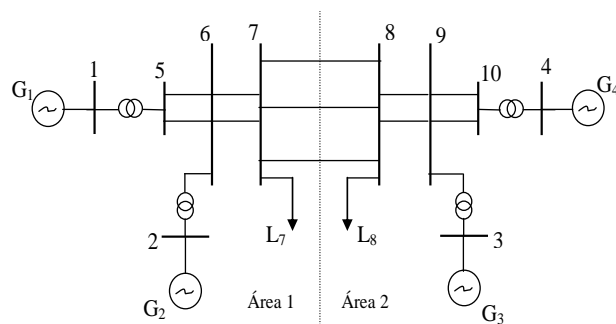 6 7 8 9
1 5 10 4
G₁ G₄
2 L₇ L₈ 3
G₂ Área 1 Área 2 G₃